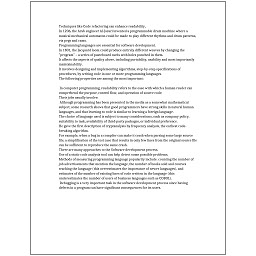 Techniques like Code refactoring can enhance readability.
In 1206, the Arab engineer Al-Jazari invented a programmable drum machine where a
musical mechanical automaton could be made to play different rhythms and drum patterns,
via pegs and cams.
Programming languages are essential for software development.
In 1801, the Jacquard loom could produce entirely different weaves by changing the
"program" – a series of pasteboard cards with holes punched in them.
It affects the aspects of quality above, including portability, usability and most importantly
maintainability.
It involves designing and implementing algorithms, step-by-step specifications of
procedures, by writing code in one or more programming languages.
The following properties are among the most important:

In computer programming, readability refers to the ease with which a human reader can
comprehend the purpose, control flow, and operation of source code.
Their jobs usually involve:
Although programming has been presented in the media as a somewhat mathematical
subject, some research shows that good programmers have strong skills in natural human
languages, and that learning to code is similar to learning a foreign language.
The choice of language used is subject to many considerations, such as company policy,
suitability to task, availability of third-party packages, or individual preference.
He gave the first description of cryptanalysis by frequency analysis, the earliest code-
breaking algorithm.
For example, when a bug in a compiler can make it crash when parsing some large source
file, a simplification of the test case that results in only few lines from the original source file
can be sufficient to reproduce the same crash.
There are many approaches to the Software development process.
Use of a static code analysis tool can help detect some possible problems.
Methods of measuring programming language popularity include: counting the number of
job advertisements that mention the language, the number of books sold and courses
teaching the language (this overestimates the importance of newer languages), and
estimates of the number of existing lines of code written in the language (this
underestimates the number of users of business languages such as COBOL).
Debugging is a very important task in the software development process since having
defects in a program can have significant consequences for its users.